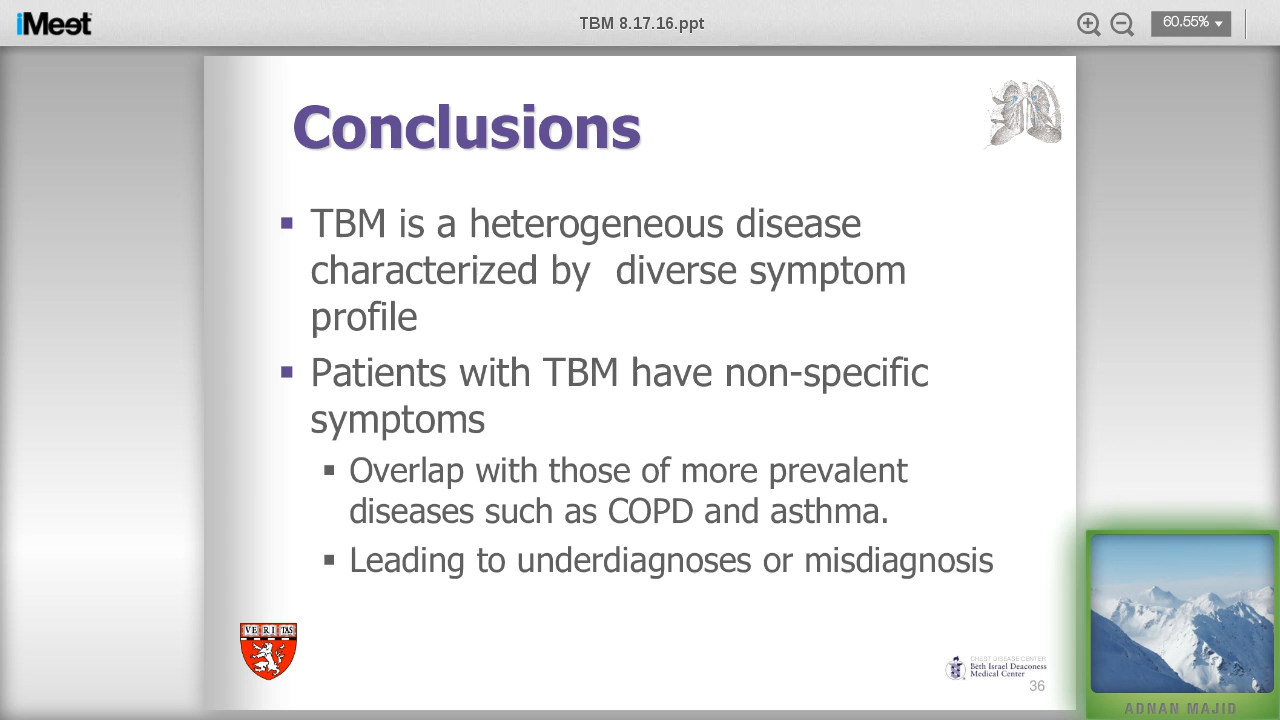 iMeet
TBM 8.17.16.ppt
60.55%
Conclusions
TBM is a heterogeneous disease
characterized by  diverse symptom
profile
Patients with TBM have non-specific
symptoms
Overlap with those of more prevalent
diseases such as COPD and asthma.
Leading to underdiagnoses or misdiagnosis
VE RI TAS
CHEST DISEASE CENTER
Beth Israel Deaconess
Medical Center
36
ADNAN MAJID